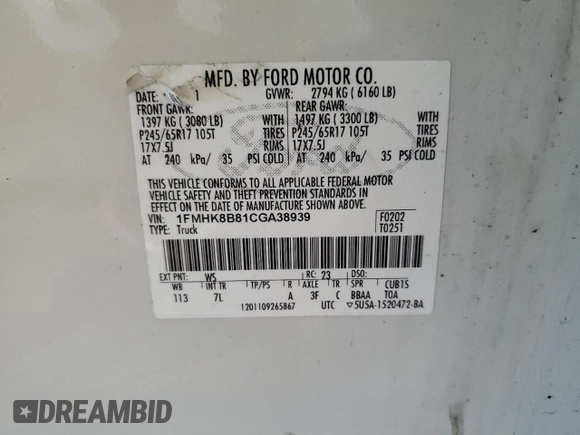 MFD. BY FORD MOTOR CO.
DATE: 1 GVWR: 2794 KG ( 6160 LB)
FRONT GAWR: REAR GAWR:
1397 KG ( 3080 LB) WITH 1497 KG ( 3300 LB) WITH
P245/65R17 105T TIRES P245/65R17 105T TIRES
17X7.5J RIMS 17X7.5J RIMS
AT 240 kPa/ 35 PSI COLD AT 240 kPa/ 35 PSI COLD
THIS VEHICLE CONFORMS TO ALL APPLICABLE FEDERAL MOTOR
VEHICLE SAFETY AND THEFT PREVENTION STANDARDS IN
EFFECT ON THE DATE OF MANUFACTURE SHOWN ABOVE.
VIN: 1FMHK8B81CGA38939 F0202
TYPE: Truck T0251
EXT PNT: WS RC: 23 DSO:
WB INT TR TP/PS R AXLE TR SPR CUB1S
113 7L A 3F C BBAA TOA
1201109265867 UTC ▽5U5A-1520472-BA
DREAMBID